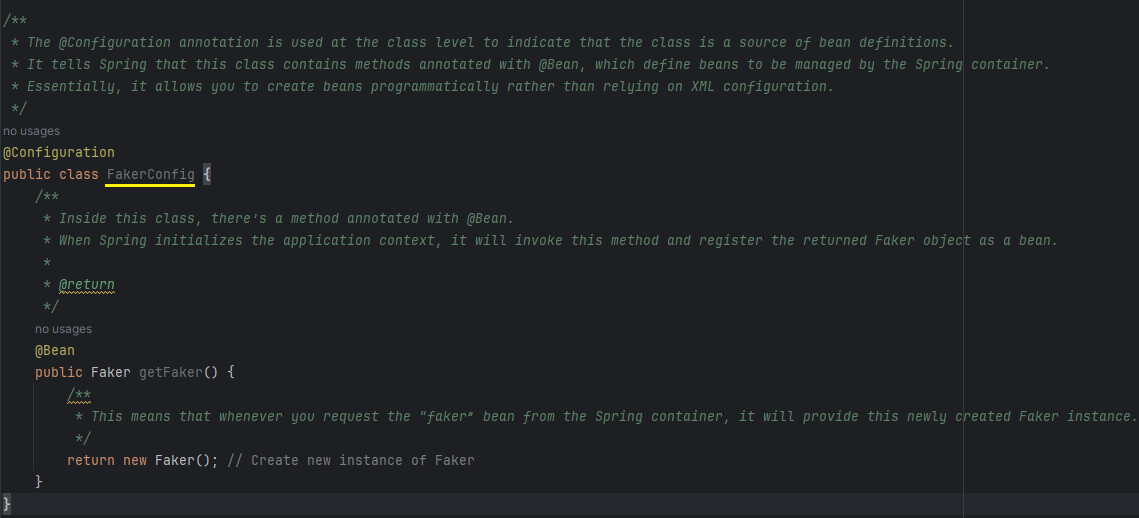 /**
 * The @Configuration annotation is used at the class level to indicate that the class is a source of bean definitions.
 * It tells Spring that this class contains methods annotated with @Bean, which define beans to be managed by the Spring container.
 * Essentially, it allows you to create beans programmatically rather than relying on XML configuration.
 */
no usages
@Configuration
public class FakerConfig {
    /**
     * Inside this class, there's a method annotated with @Bean.
     * When Spring initializes the application context, it will invoke this method and register the returned Faker object as a bean.
     *
     * @return
     */
    no usages
    @Bean
    public Faker getFaker() {
        /**
         * This means that whenever you request the “faker” bean from the Spring container, it will provide this newly created Faker instance.
         */
        return new Faker(); // Create new instance of Faker
    }
}